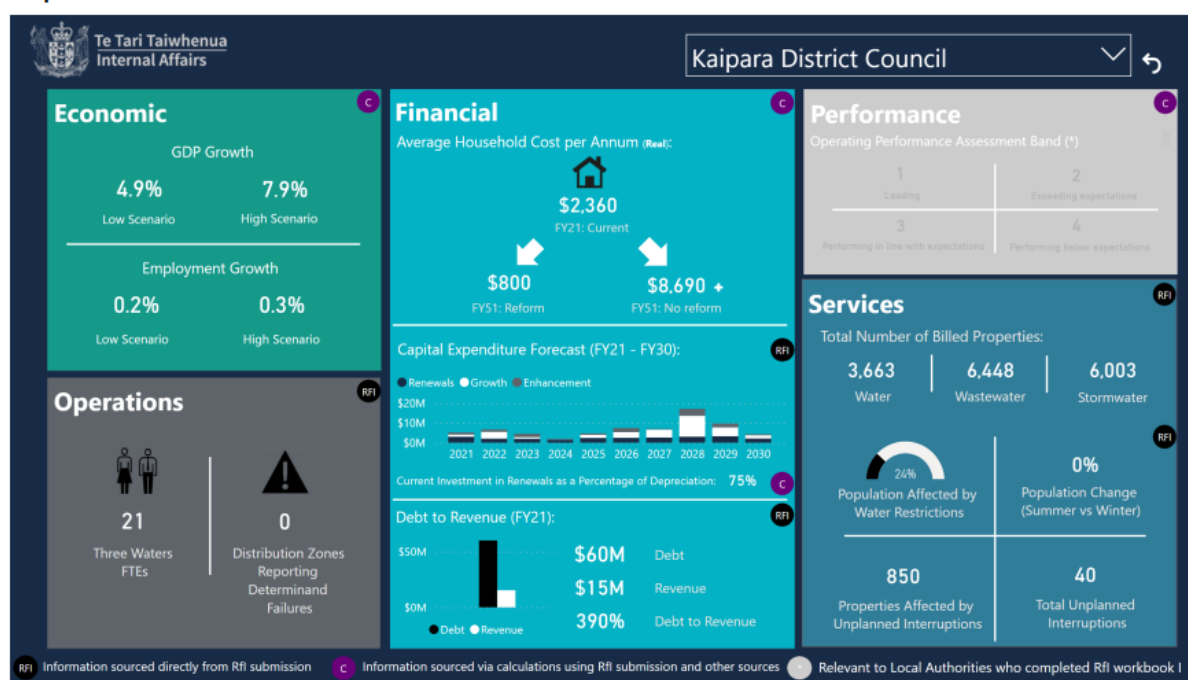 Te Tari Taiwhenua
Internal Affairs
Kaipara District Council
Economic
C
GDP Growth
4.9%
7.9%
Low Scenario
High Scenario
Employment Growth
0.2%
0.3%
Low Scenario
High Scenario
Operations
RFI
21
0
Three Waters
FTEs
Distribution Zones
Reporting
Determinand
Failures
Financial
C
Average Household Cost per Annum (Real):
$2,360
FY21: Current
$800
$8,690 +
FY51: Reform
FY51: No reform
Capital Expenditure Forecast (FY21 - FY30):
RFI
Renewals Growth Enhancement
$20M
$10M
$0M
2021 2022 2023 2024 2025 2026 2027 2028 2029 2030
Current Investment in Renewals as a Percentage of Depreciation: 75%
C
Debt to Revenue (FY21):
RFI
$50M
$0M
Debt Revenue
$60M Debt
$15M Revenue
390% Debt to Revenue
Performance
C
Operating Performance Assessment Band (*)
1
Leading
2
Exceeding expectations
3
Performing in line with expectations
4
Performing below expectations
Services
RFI
Total Number of Billed Properties:
3,663
6,448
6,003
Water
Wastewater
Stormwater
RFI
24%
Population Affected by
Water Restrictions
0%
Population Change
(Summer vs Winter)
850
Properties Affected by
Unplanned Interruptions
40
Total Unplanned
Interruptions
RFI Information sourced directly from RfI submission
C Information sourced via calculations using RfI submission and other sources
Relevant to Local Authorities who completed RfI workbook I